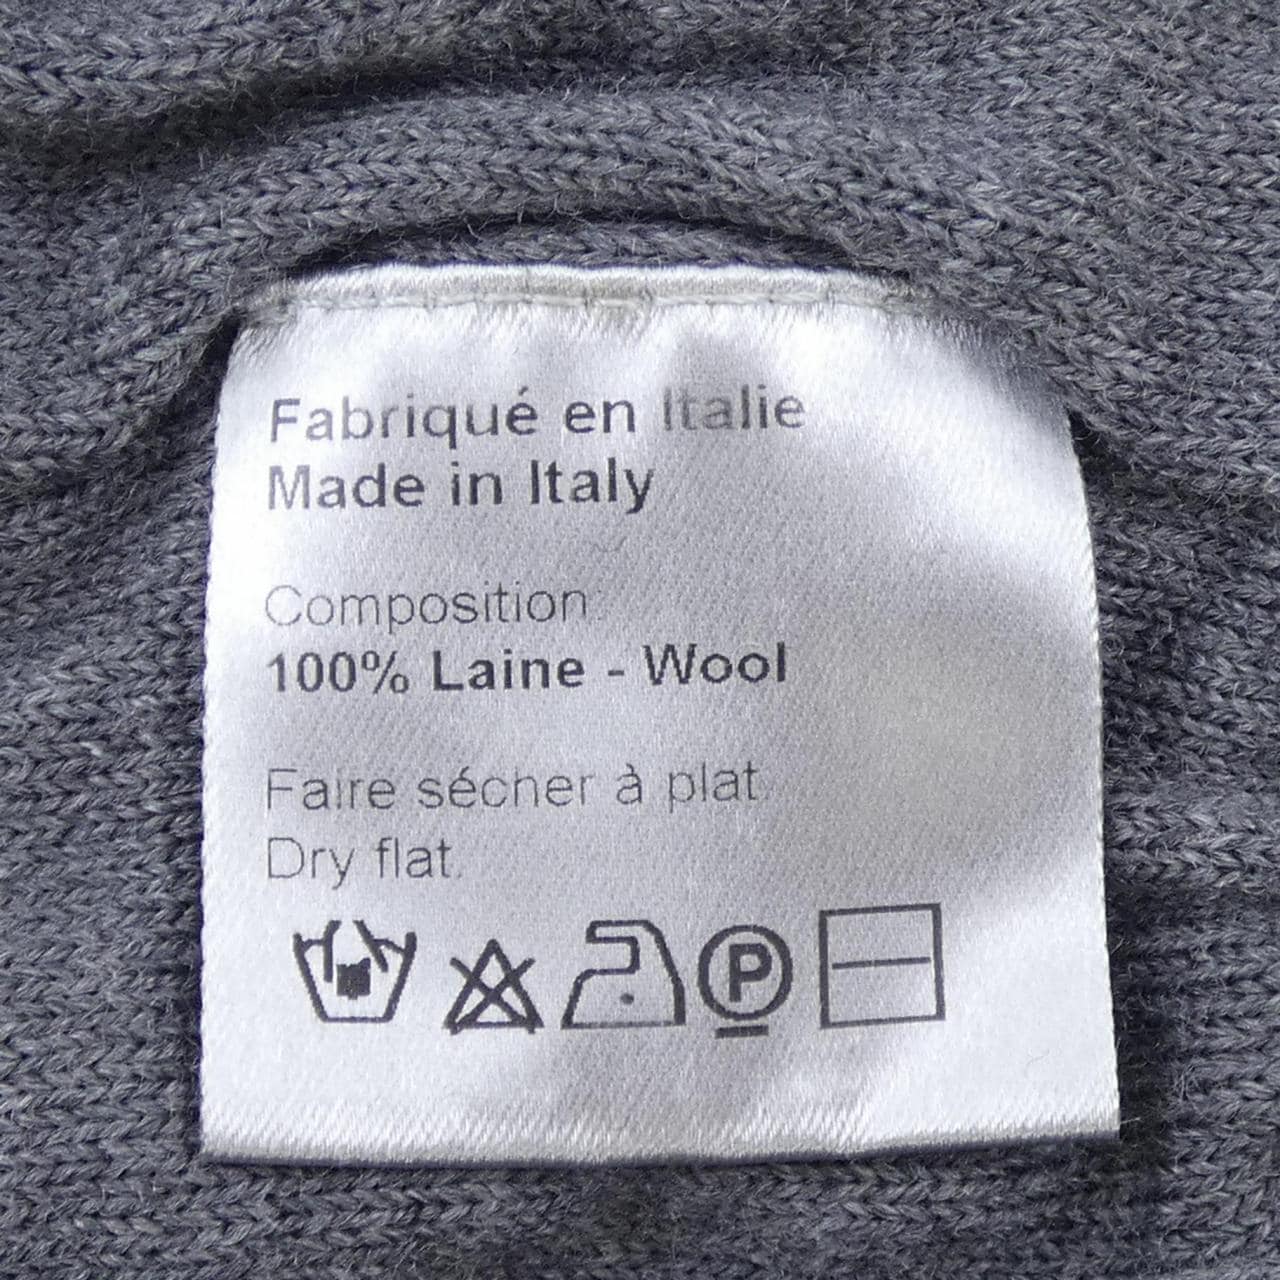 Fabriqué en Italie
Made in Italy
Composition:
100% Laine - Wool
Faire sécher à plat.
Dry flat.
P